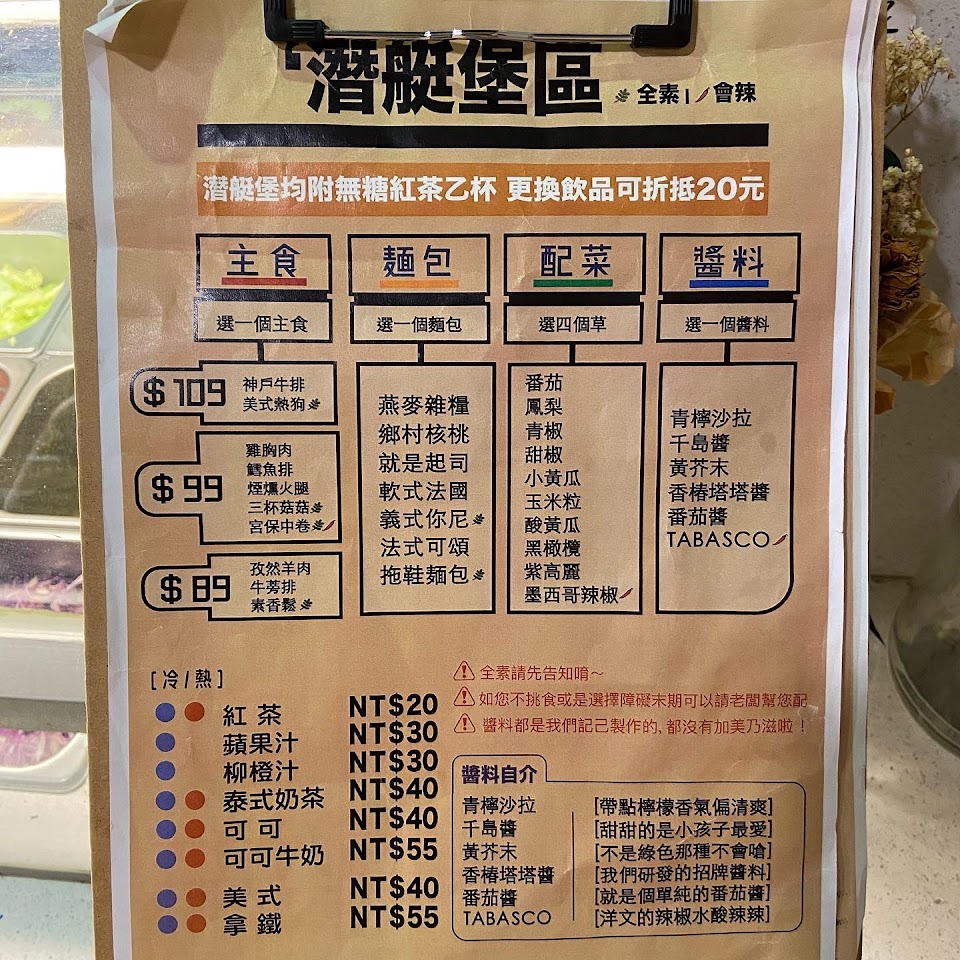 潛艇堡區 全素 | 會辣
潛艇堡均附無糖紅茶乙杯 更換飲品可折抵20元
主食 麵包 配菜 醬料
選一個主食 選一個麵包 選四個草 選一個醬料
$109
神戶牛排
美式熱狗
$99
雞胸肉
鱈魚排
煙燻火腿
三杯菇菇
宮保中卷
$89
孜然羊肉
牛蒡排
素香鬆
燕麥雜糧
鄉村核桃
就是起司
軟式法國
義式你尼
法式可頌
拖鞋麵包
番茄
鳳梨
青椒
甜椒
小黃瓜
玉米粒
酸黃瓜
黑橄欖
紫高麗
墨西哥辣椒
青檸沙拉
千島醬
黃芥末
香椿塔塔醬
番茄醬
TABASCO
[冷/熱]
紅茶 NT$20
蘋果汁 NT$30
柳橙汁 NT$30
泰式奶茶 NT$40
可可 NT$40
可可牛奶 NT$55
美式 NT$40
拿鐵 NT$55
全素請先告知唷~
如您不挑食或是選擇障礙末期可以請老闆幫您配
醬料都是我們記己製作的, 都沒有加美乃滋啦!
醬料自介
青檸沙拉 [帶點檸檬香氣偏清爽]
千島醬 [甜甜的是小孩子最愛]
黃芥末 [不是綠色那種不會嗆]
香椿塔塔醬 [我們研發的招牌醬料]
番茄醬 [就是個單純的番茄醬]
TABASCO [洋文的辣椒水酸辣辣]